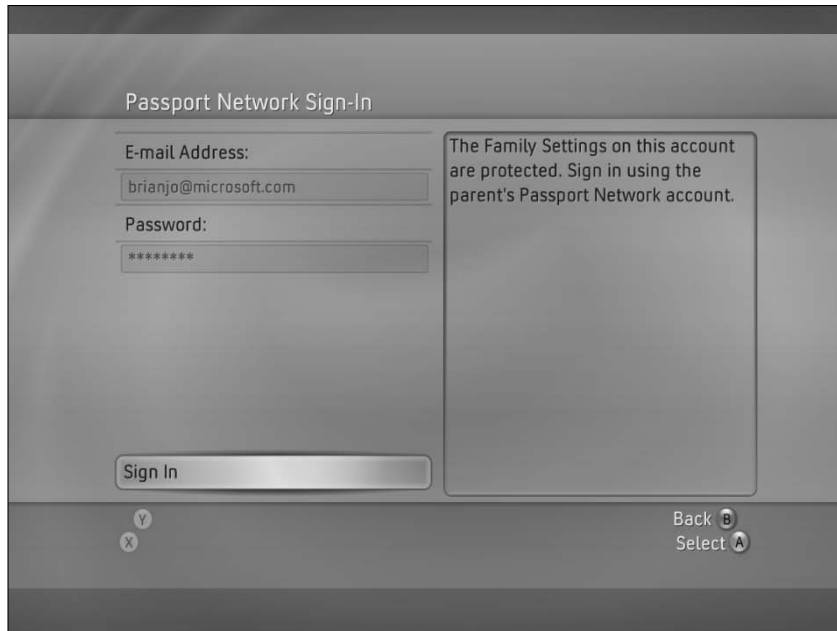 Passport Network Sign-In
E-mail Address:
brianjo@microsoft.com
Password:
********
Sign In
The Family Settings on this account
are protected. Sign in using the
parent's Passport Network account.
Y
X
Back B
Select A